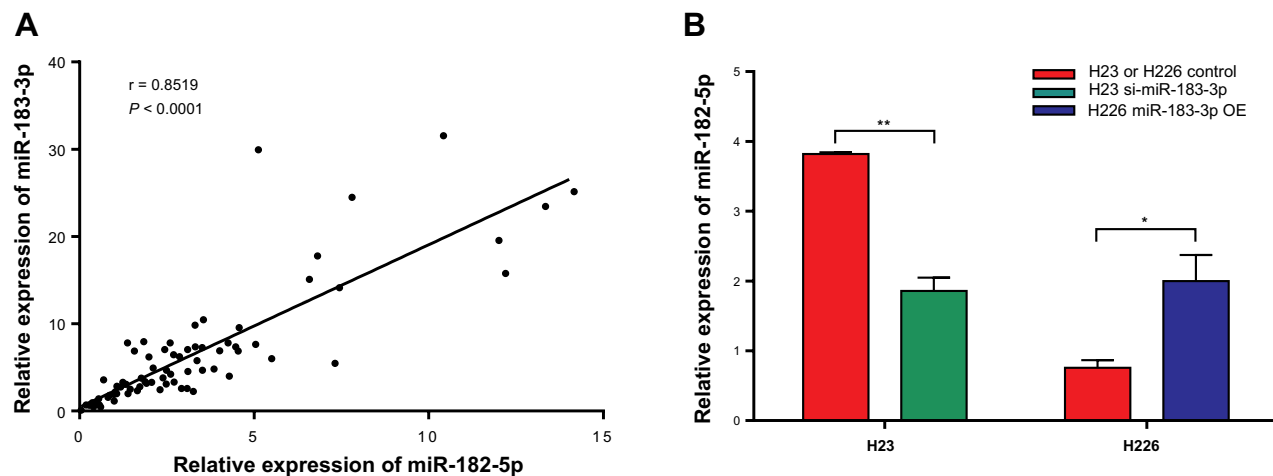 A
Relative expression of miR-183-3p
40
30
20
10
0
r = 0.8519
P < 0.0001
0
5
10
15
Relative expression of miR-182-5p
B
Relative expression of miR-182-5p
5
4
3
2
1
0
H23 or H226 control
H23 si-miR-183-3p
H226 miR-183-3p OE
**
*
H23
H226